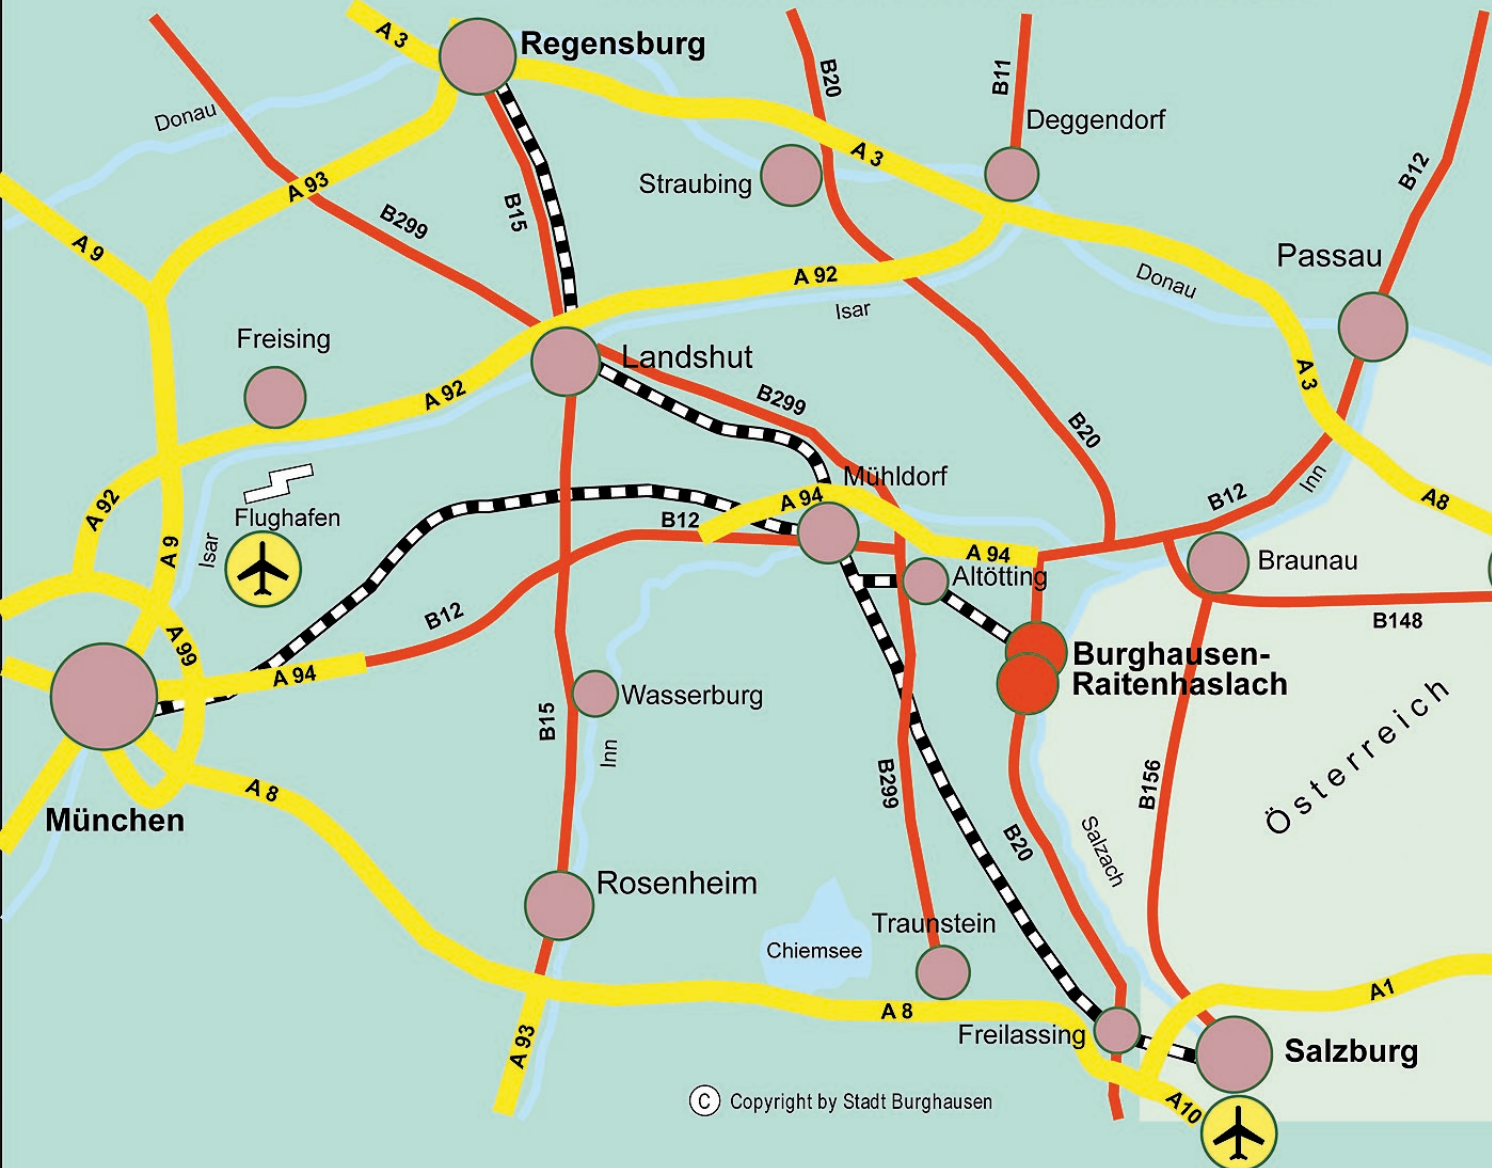 A 3
Regensburg
B20
B11
Donau
Deggendorf
A 3
B12
Straubing
A 93
B299
B15
A 9
Passau
A 92
Donau
Isar
Freising
Landshut
A 3
A 92
B299
B20
Mühldorf
Inn
B12
A8
A 92
Flughafen
A 94
B12
A 9
Isar
A 94
Braunau
Altötting
B12
B148
A 99
Burghausen-
Raitenhaslach
A 94
Wasserburg
Österreich
B15
Inn
B299
B156
A 8
München
B20
Salzach
Rosenheim
Traunstein
Chiemsee
A1
A 8
Freilassing
A 93
Salzburg
C Copyright by Stadt Burghausen
A10